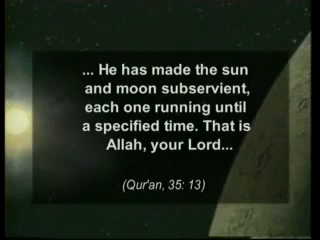 ... He has made the sun
and moon subservient,
each one running until
a specified time. That is
Allah, your Lord...
(Qur'an, 35: 13)